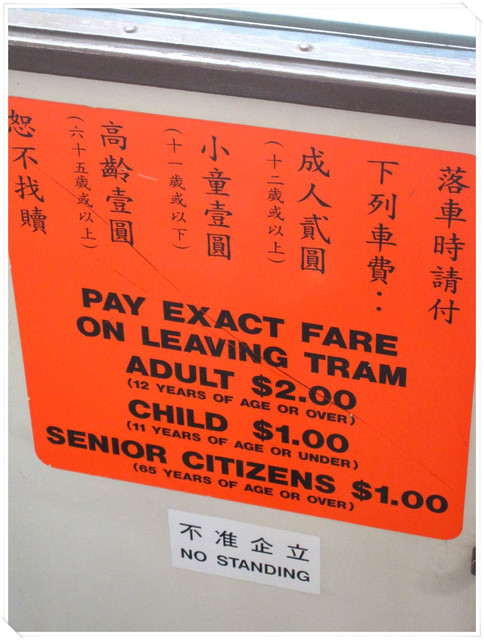 落車時請付
下列車費：
成人貳圓
（十二歲或以上）
小童壹圓
（十一歲或以下）
高齡壹圓
（六十五歲或以上）
恕不找贖
PAY EXACT FARE
ON LEAVING TRAM
ADULT $2.00
(12 YEARS OF AGE OR OVER)
CHILD $1.00
(11 YEARS OF AGE OR UNDER)
SENIOR CITIZENS $1.00
(65 YEARS OF AGE OR OVER)
不准企立
NO STANDING